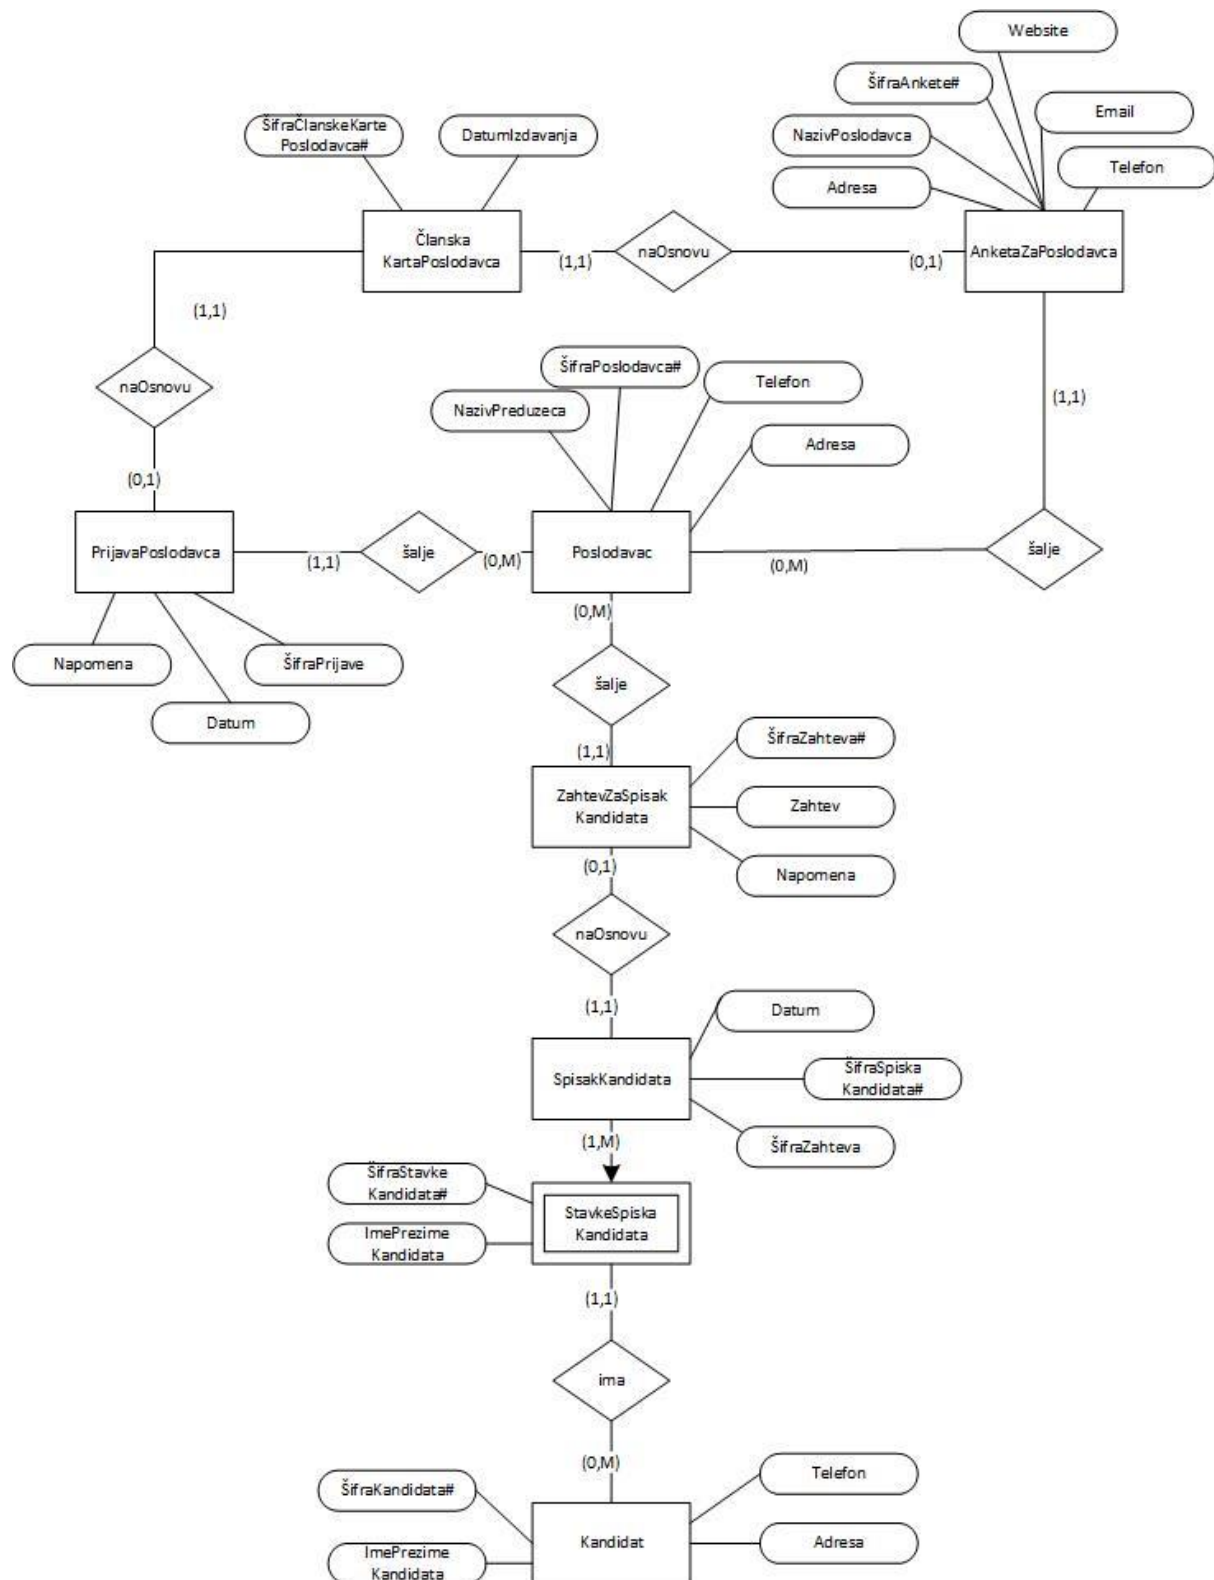 Website
ŠifraAnkete#
Email
ŠifraČlanskeKarte
Poslodavca#
DatumIzdavanja
NazivPoslodavca
Telefon
Adresa
Članska
KartaPoslodavca
(1,1)
naOsnovu
(0,1)
AnketaZaPoslodavca
(1,1)
naOsnovu
(0,1)
ŠifraPoslodavca#
NazivPreduzeca
Telefon
Adresa
(1,1)
PrijavaPoslodavca
(1,1)
šalje
(0,M)
Poslodavac
(0,M)
šalje
(0,M)
Napomena
ŠifraPrijave
Datum
šalje
(1,1)
ZahtevZaSpisak
Kandidata
ŠifraZahteva#
Zahtev
Napomena
(0,1)
naOsnovu
(1,1)
SpisakKandidata
Datum
ŠifraSpiska
Kandidata#
ŠifraZahteva
(1,M)
ŠifraStavke
Kandidata#
ImePrezime
Kandidata
StavkeSpiska
Kandidata
(1,1)
ima
(0,M)
ŠifraKandidata#
ImePrezime
Kandidata
Kandidat
Telefon
Adresa